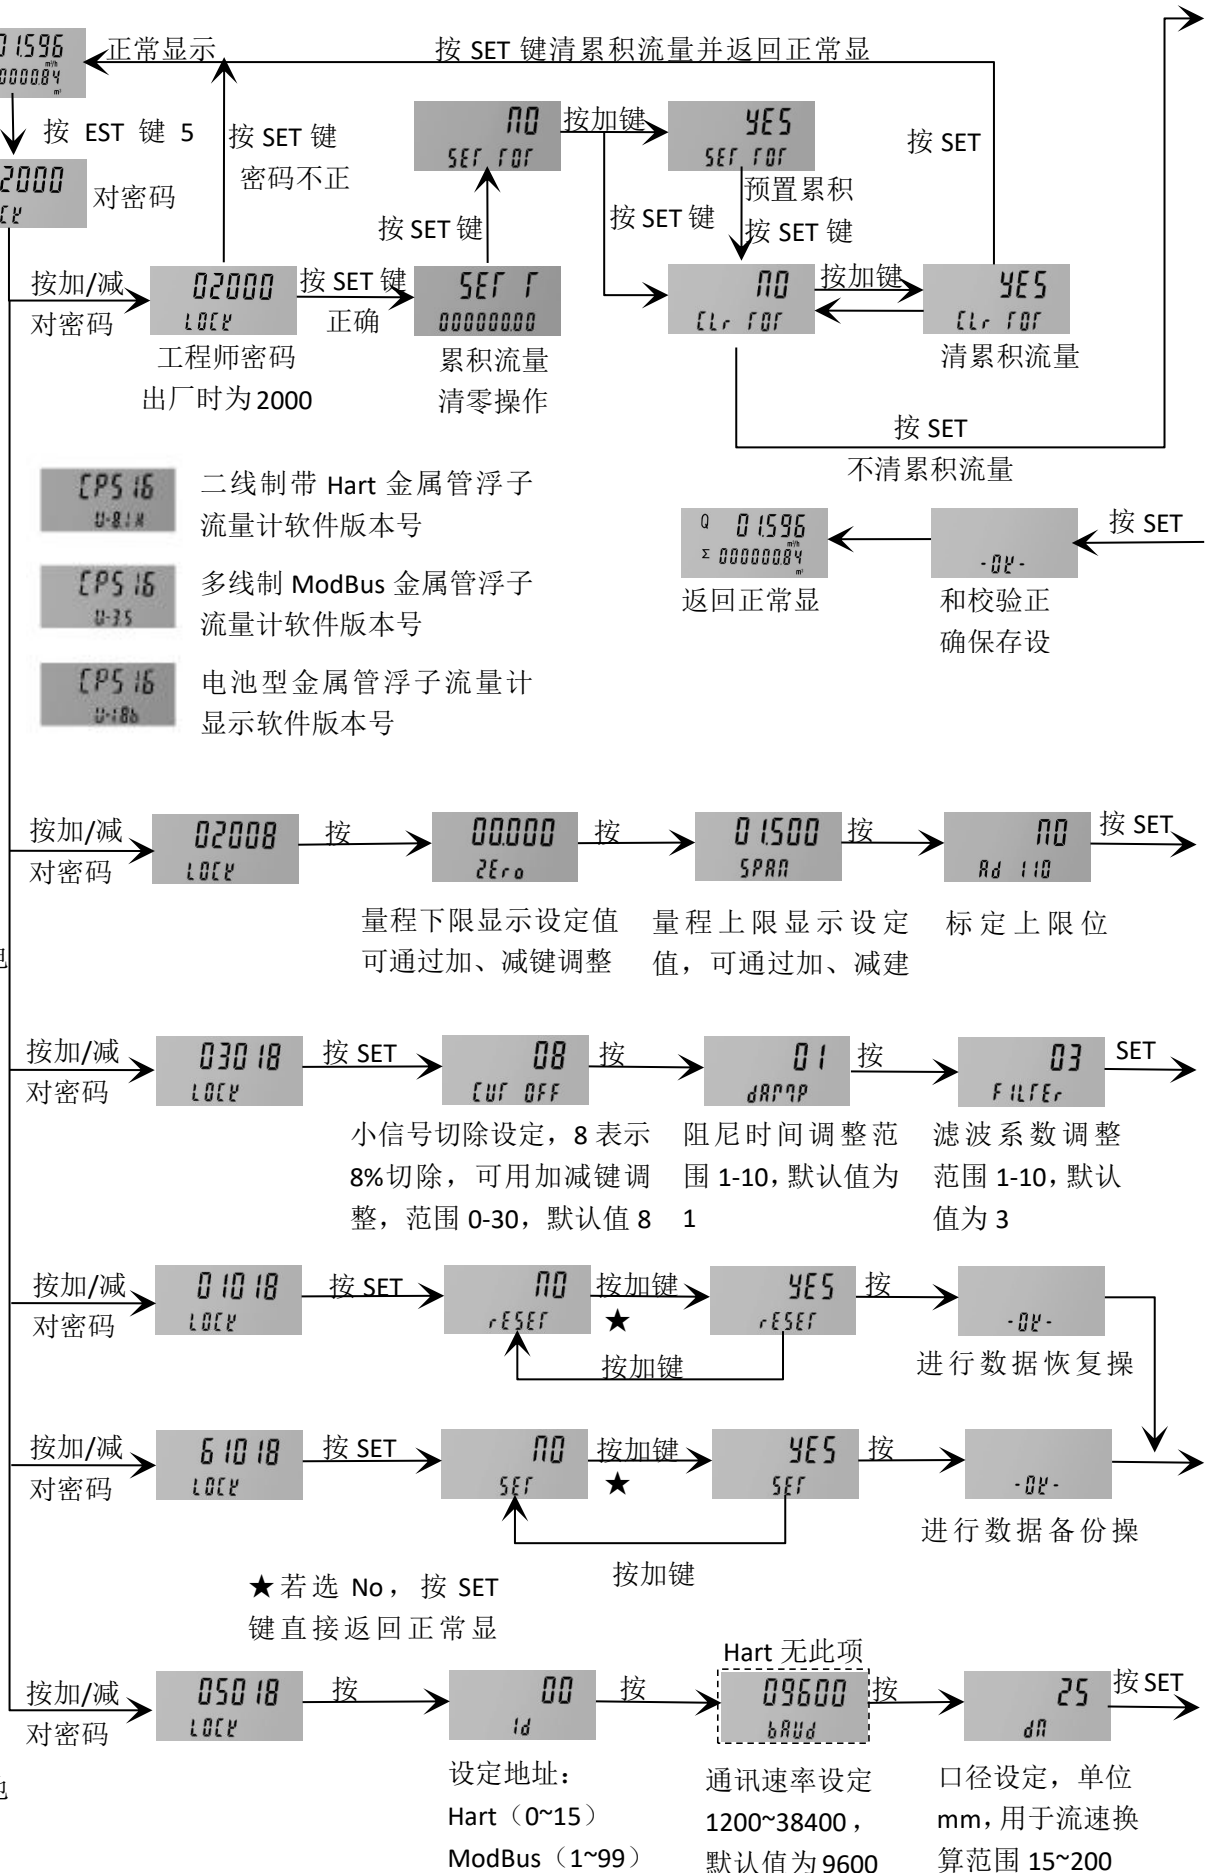 01.596
正常显示
按 SET 键清累积流量并返回正常显
0000.84
按 EST 键 5
按 SET 键
密码不正
NO
SET TOT
按加键
YES
SET TOT
按 SET
2000
对密码
预置累积
按 SET 键
按 SET 键
按 SET 键
按加/减
对密码
02000
LOCK
按 SET 键
正确
SET T
000000.00
NO
CLr TOT
按加键
YES
CLr TOT
工程师密码
出厂时为 2000
累积流量
清零操作
清累积流量
按 SET
不清累积流量
CPS16
二线制带 Hart 金属管浮子
流量计软件版本号
Q 01.596
m³/h
Σ 000000.84
m³
返回正常显
-OK-
和校验正
确保存设
按 SET
CPS16
V-3.5
多线制 ModBus 金属管浮子
流量计软件版本号
CPS16
电池型金属管浮子流量计
显示软件版本号
按加/减
对密码
02008
LOCK
按
00.000
ZEro
按
01.500
SPAN
按
NO
Ad 110
按 SET
量程下限显示设定值
可通过加、减键调整
量程上限显示设定
值，可通过加、减建
标定上限位
按加/减
对密码
03018
LOCK
按 SET
08
CUT OFF
按
01
dAMP
按
03
FILTEr
SET
小信号切除设定，8 表示
8%切除，可用加减键调
整，范围 0-30，默认值 8
阻尼时间调整范
围 1-10，默认值为
1
滤波系数调整
范围 1-10，默认
值为 3
按加/减
对密码
01018
LOCK
按 SET
NO
rESET
按加键
★
YES
rESET
按
-OK-
按加键
进行数据恢复操
按加/减
对密码
61018
LOCK
按 SET
NO
SET
按加键
★
YES
SET
按
-OK-
进行数据备份操
按加键
★若选 No，按 SET
键直接返回正常显
Hart 无此项
按加/减
对密码
05018
LOCK
按
00
Id
按
09600
bAUd
按
25
dN
按 SET
设定地址：
Hart（0~15）
ModBus（1~99）
通讯速率设定
1200~38400，
默认值为 9600
口径设定，单位
mm，用于流速换
算范围 15~200